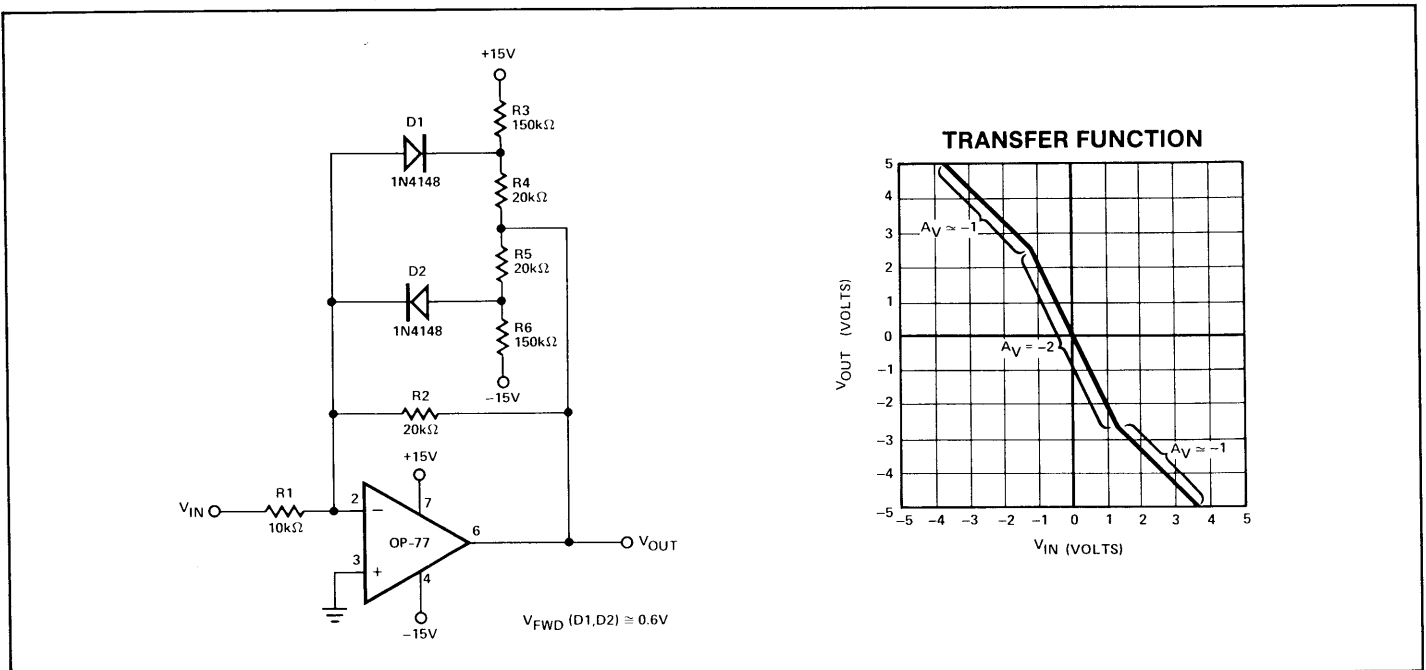 +15V
R3
150kΩ
D1
1N4148
R4
20kΩ
R5
20kΩ
D2
1N4148
R6
150kΩ
−15V
R2
20kΩ
+15V
VIN
R1
10kΩ
2
−
7
OP-77
6
VOUT
3
+
4
−15V
VFWD (D1,D2) ≅ 0.6V
TRANSFER FUNCTION
5
4
3
2
1
0
-1
-2
-3
-4
-5
VOUT (VOLTS)
AV ≃ -1
AV = -2
AV ≃ -1
-5 -4 -3 -2 -1 0 1 2 3 4 5
VIN (VOLTS)